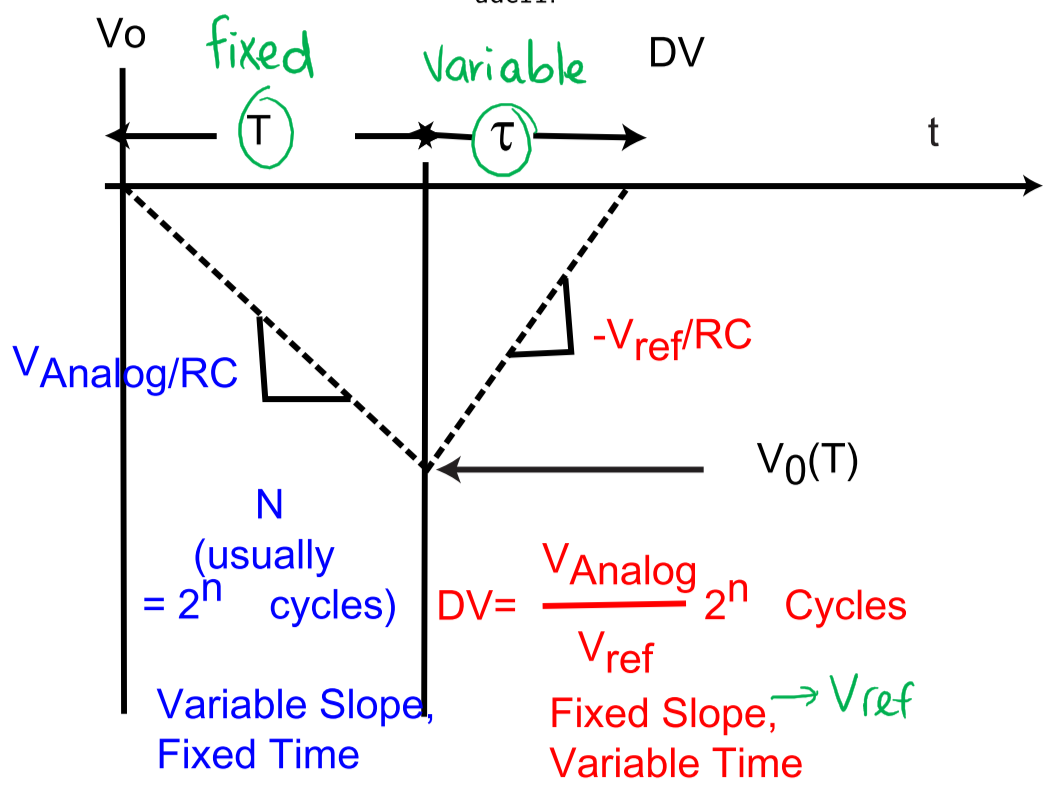 Vo
fixed
variable
DV
T
τ
t
-Vref/RC
VAnalog/RC
V0(T)
N
(usually
= 2n cycles)
DV= VAnalog
Vref
2n Cycles
Variable Slope,
Fixed Time
Fixed Slope, → Vref
Variable Time